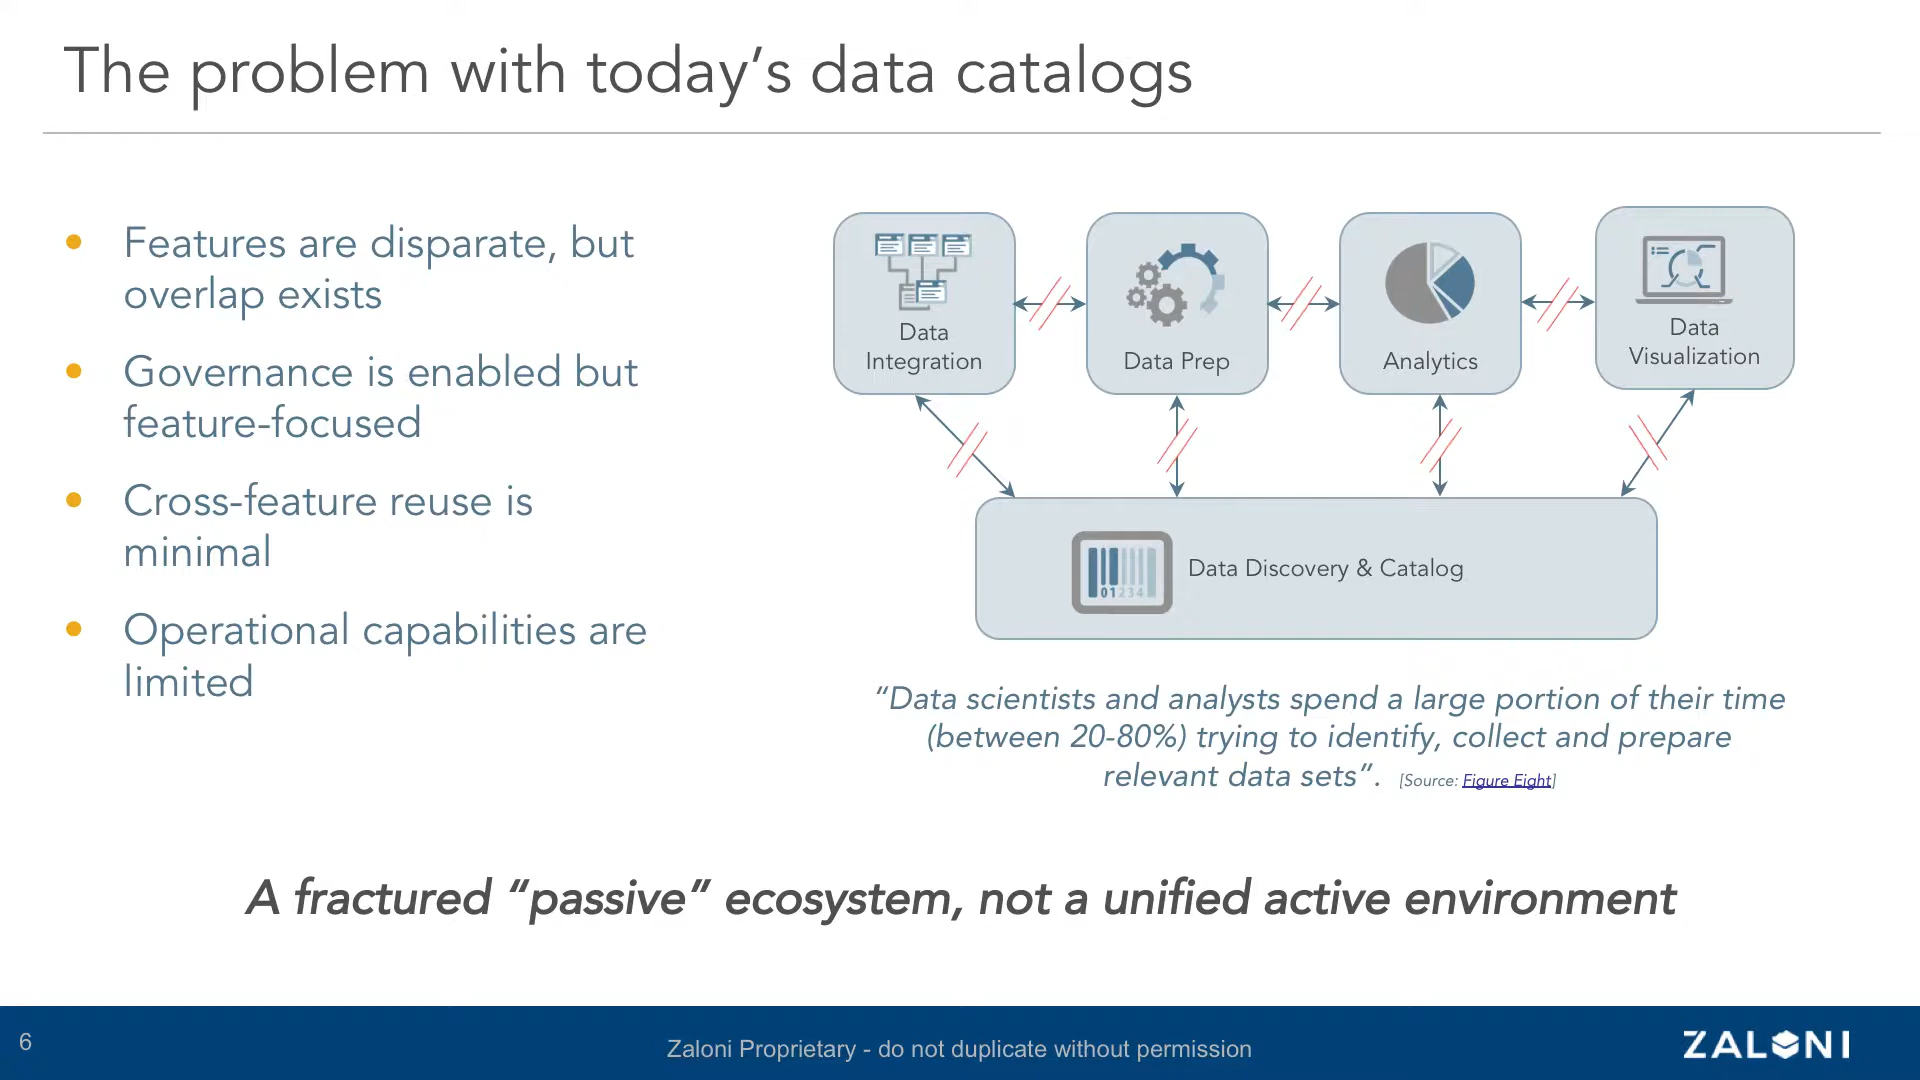 The problem with today’s data catalogs
• Features are disparate, but
overlap exists
• Governance is enabled but
feature-focused
• Cross-feature reuse is
minimal
• Operational capabilities are
limited
Data
Integration
Data Prep
Analytics
Data
Visualization
01234
Data Discovery & Catalog
“Data scientists and analysts spend a large portion of their time
(between 20-80%) trying to identify, collect and prepare
relevant data sets”. [Source: Figure Eight]
A fractured “passive” ecosystem, not a unified active environment
6
Zaloni Proprietary - do not duplicate without permission
ZALONI